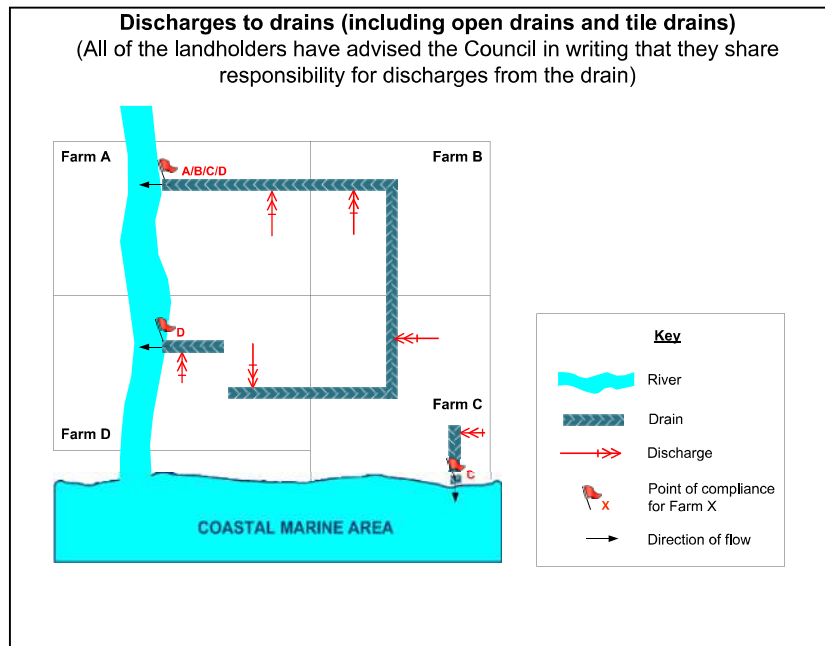 Discharges to drains (including open drains and tile drains)
(All of the landholders have advised the Council in writing that they share
responsibility for discharges from the drain)
Farm A
A/B/C/D
Farm B
D
Farm C
Farm D
C
COASTAL MARINE AREA
Key
River
Drain
Discharge
X
Point of compliance
for Farm X
Direction of flow